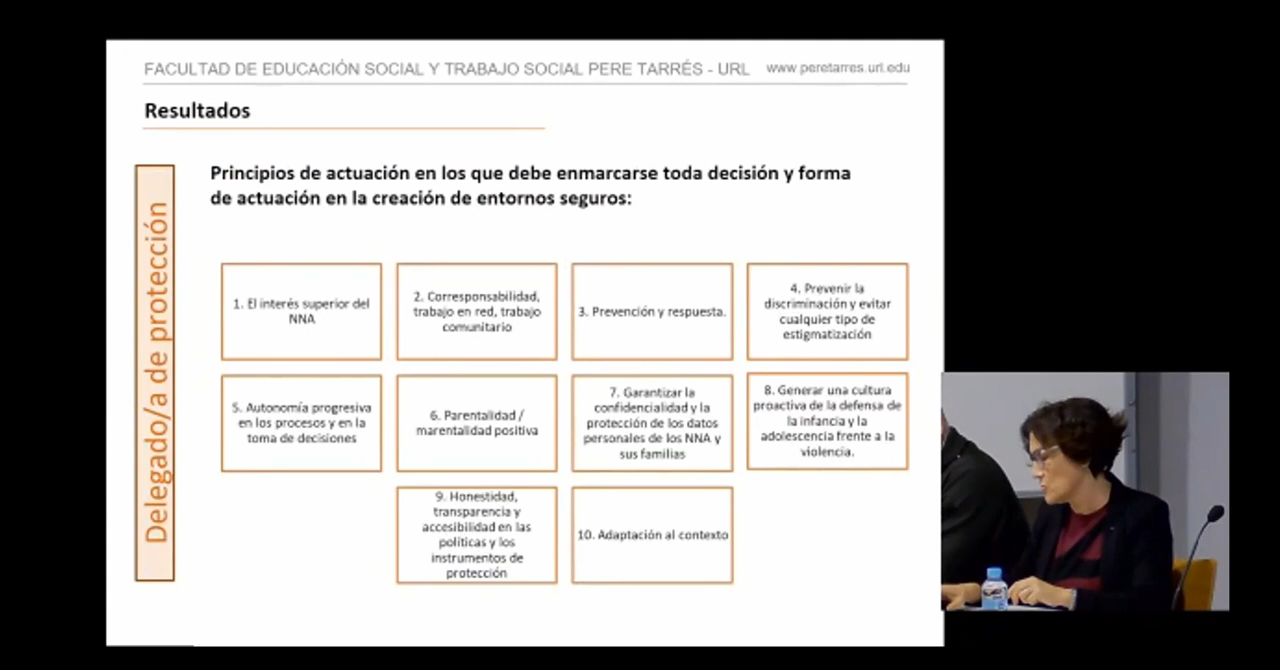 FACULTAD DE EDUCACIÓN SOCIAL Y TRABAJO SOCIAL PERE TARRÉS - URL www.peretarres.url.edu
Resultados
Delegado/a de protección
Principios de actuación en los que debe enmarcarse toda decisión y forma
de actuación en la creación de entornos seguros:
1. El interés superior del
NNA
2. Corresponsabilidad,
trabajo en red, trabajo
comunitario
3. Prevención y respuesta.
4. Prevenir la
discriminación y evitar
cualquier tipo de
estigmatización
5. Autonomía progresiva
en los procesos y en la
toma de decisiones
6. Parentalidad /
marentalidad positiva
7. Garantizar la
confidencialidad y la
protección de los datos
personales de los NNA y
sus familias
8. Generar una cultura
proactiva de la defensa de
la infancia y la
adolescencia frente a la
violencia.
9. Honestidad,
transparencia y
accesibilidad en las
políticas y los
instrumentos de
protección
10. Adaptación al contexto